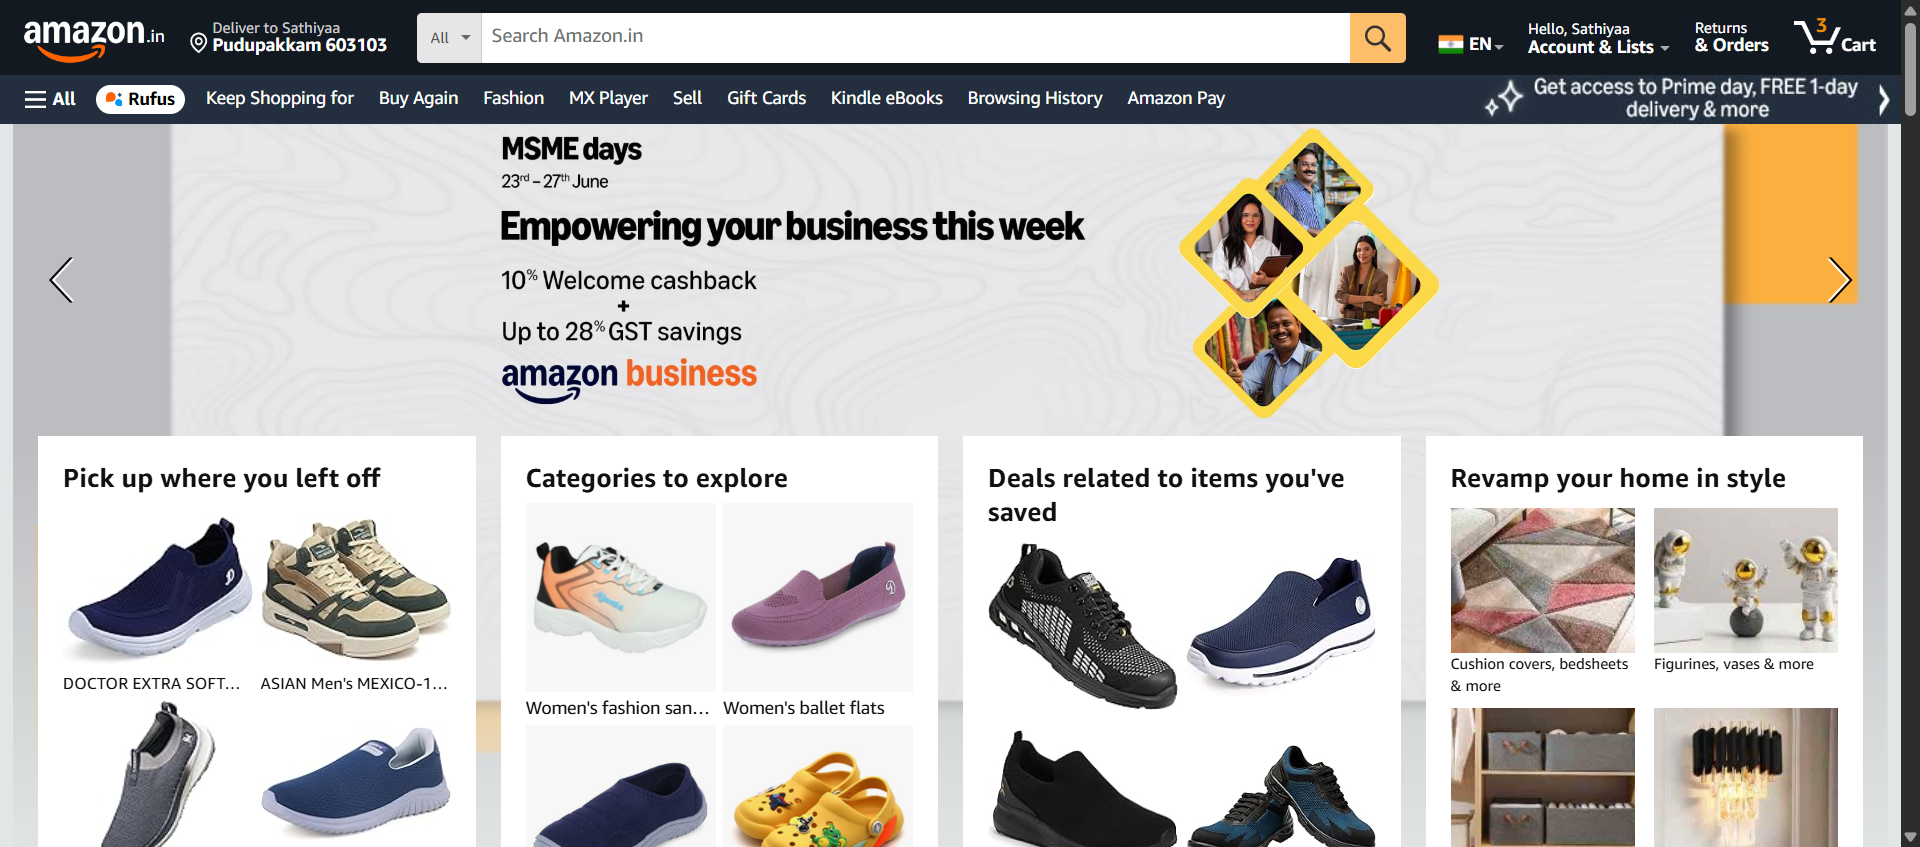 amazon.in
Deliver to Sathiyaa
Pudupakkam 603103
All
Search Amazon.in
EN
Hello, Sathiyaa
Account & Lists
Returns
& Orders
3
Cart
All
Rufus
Keep Shopping for
Buy Again
Fashion
MX Player
Sell
Gift Cards
Kindle eBooks
Browsing History
Amazon Pay
Get access to Prime day, FREE 1-day
delivery & more
MSME days
23rd – 27th June
Empowering your business this week
10% Welcome cashback
+
Up to 28% GST savings
amazon business
Pick up where you left off
DOCTOR EXTRA SOFT...
ASIAN Men's MEXICO-1...
Categories to explore
Women's fashion san...
Women's ballet flats
Deals related to items you've
saved
Revamp your home in style
Cushion covers, bedsheets
& more
Figurines, vases & more